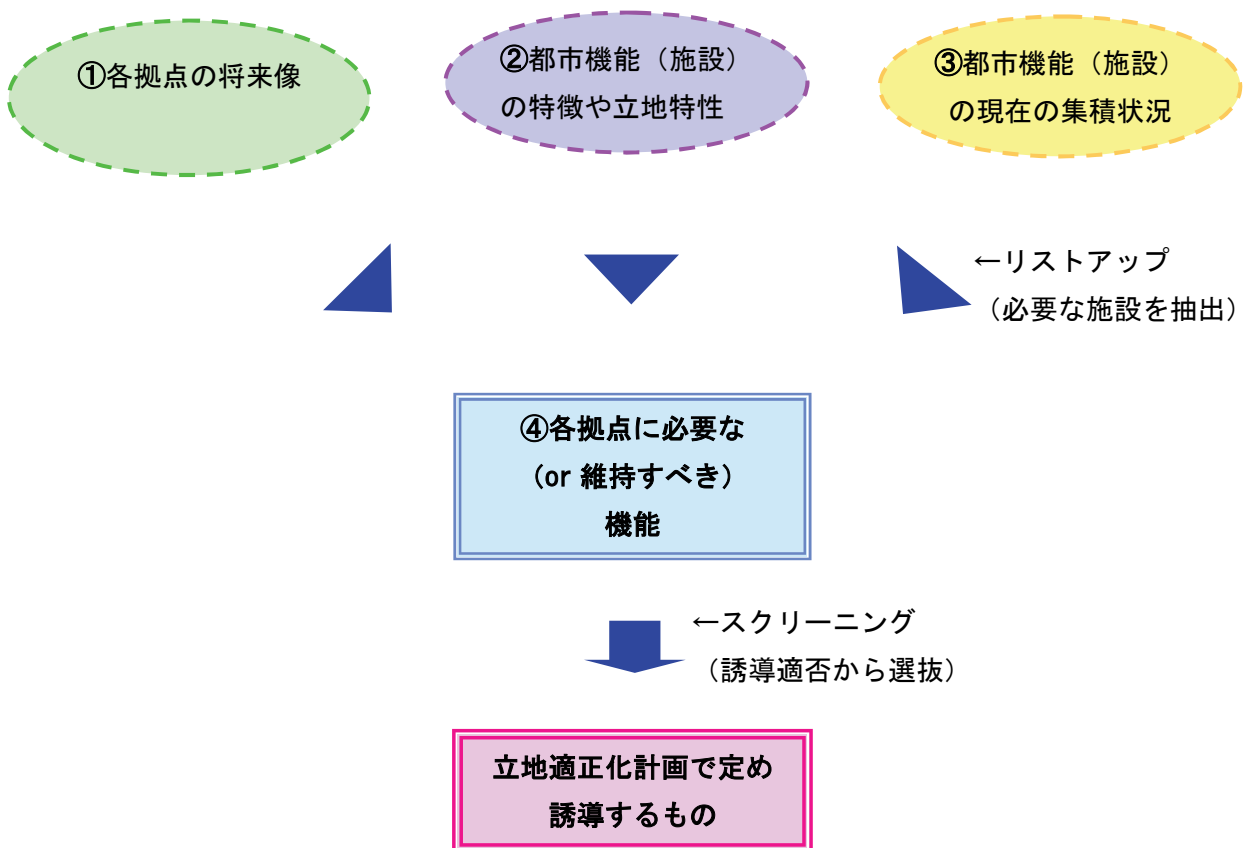 ①各拠点の将来像
②都市機能（施設）
の特徴や立地特性
③都市機能（施設）
の現在の集積状況
←リストアップ
（必要な施設を抽出）
④各拠点に必要な
（or 維持すべき）
機能
←スクリーニング
（誘導適否から選抜）
立地適正化計画で定め
誘導するもの